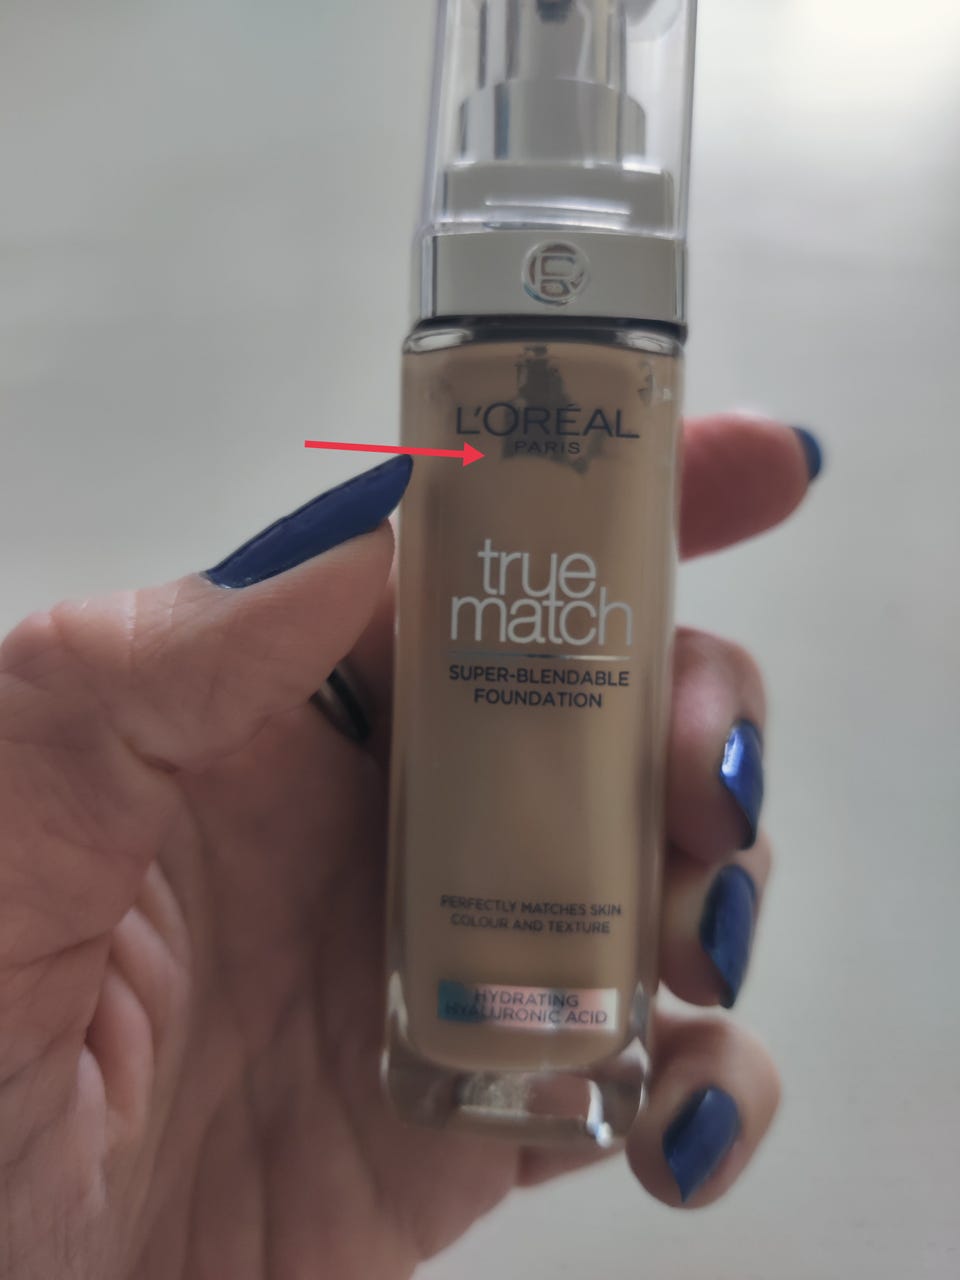 L'ORÉAL
PARIS
true
match
SUPER-BLENDABLE
FOUNDATION
PERFECTLY MATCHES SKIN
COLOUR AND TEXTURE
HYDRATING
HYALURONIC ACID